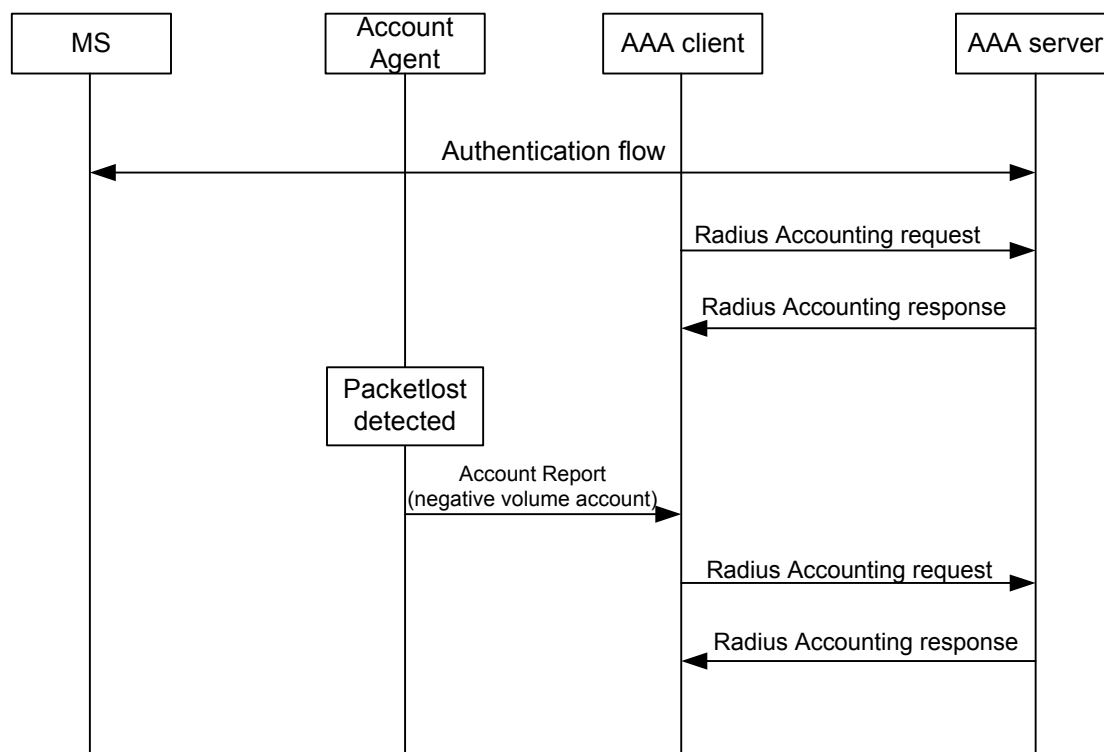 MS
Account
Agent
AAA client
AAA server
Authentication flow
Radius Accounting request
Radius Accounting response
Packetlost
detected
Account Report
(negative volume account)
Radius Accounting request
Radius Accounting response